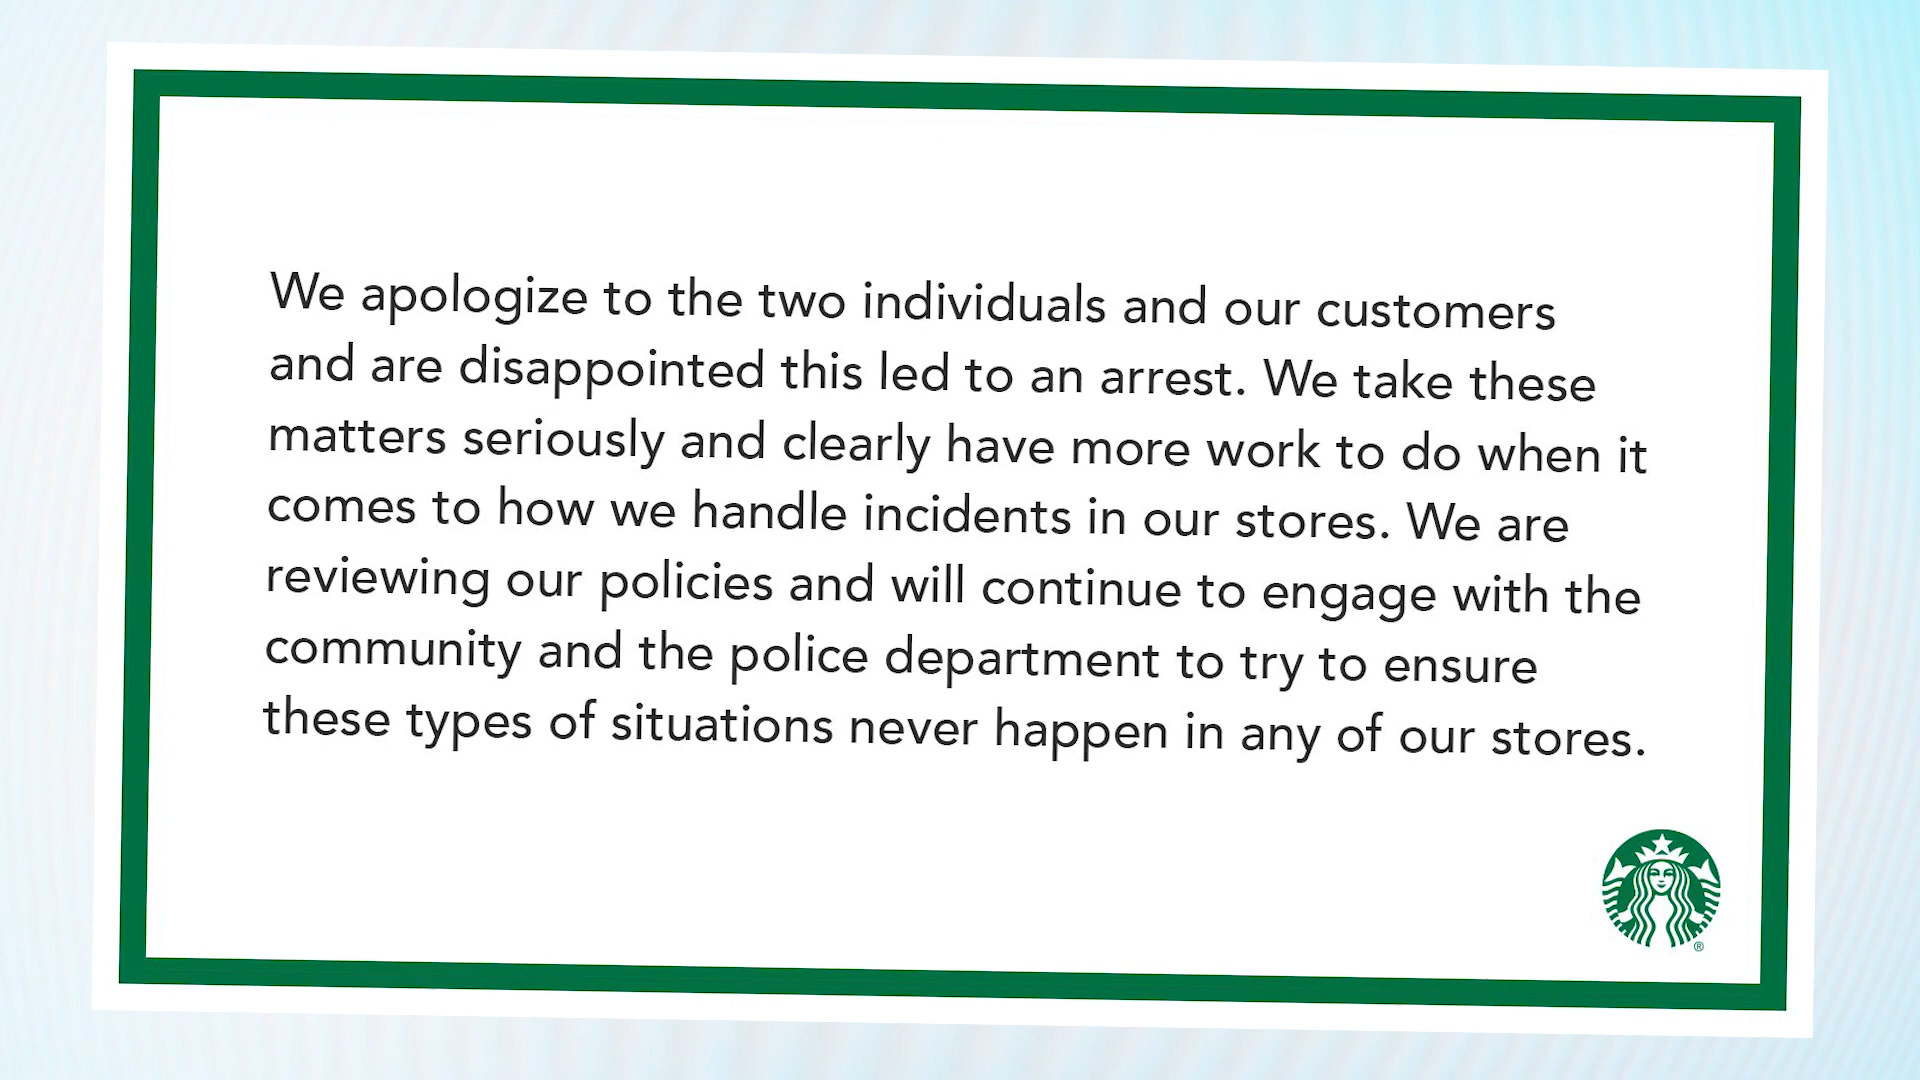 We apologize to the two individuals and our customers
and are disappointed this led to an arrest. We take these
matters seriously and clearly have more work to do when it
comes to how we handle incidents in our stores. We are
reviewing our policies and will continue to engage with the
community and the police department to try to ensure
these types of situations never happen in any of our stores.
®